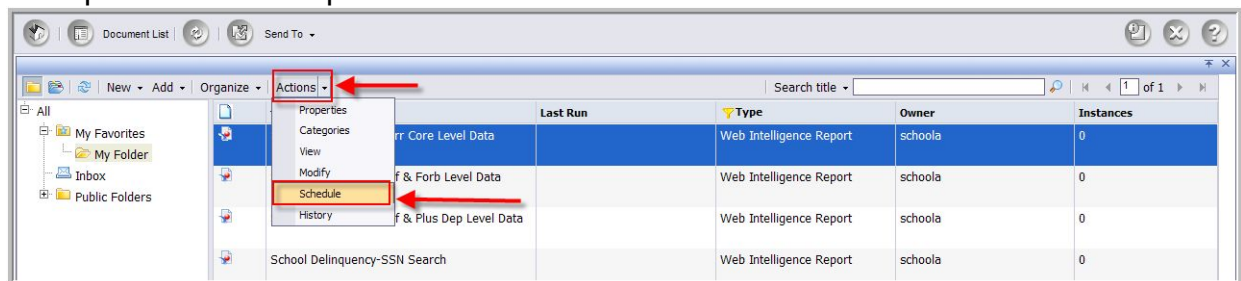 Document List Send To
New Add Organize Actions Search title 1 of 1
All
My Favorites
My Folder
Inbox
Public Folders
Properties
Categories
View
Modify
Schedule
History
Last Run Type Owner Instances
rr Core Level Data Web Intelligence Report schoola 0
f & Forb Level Data Web Intelligence Report schoola 0
f & Plus Dep Level Data Web Intelligence Report schoola 0
School Delinquency-SSN Search Web Intelligence Report schoola 0